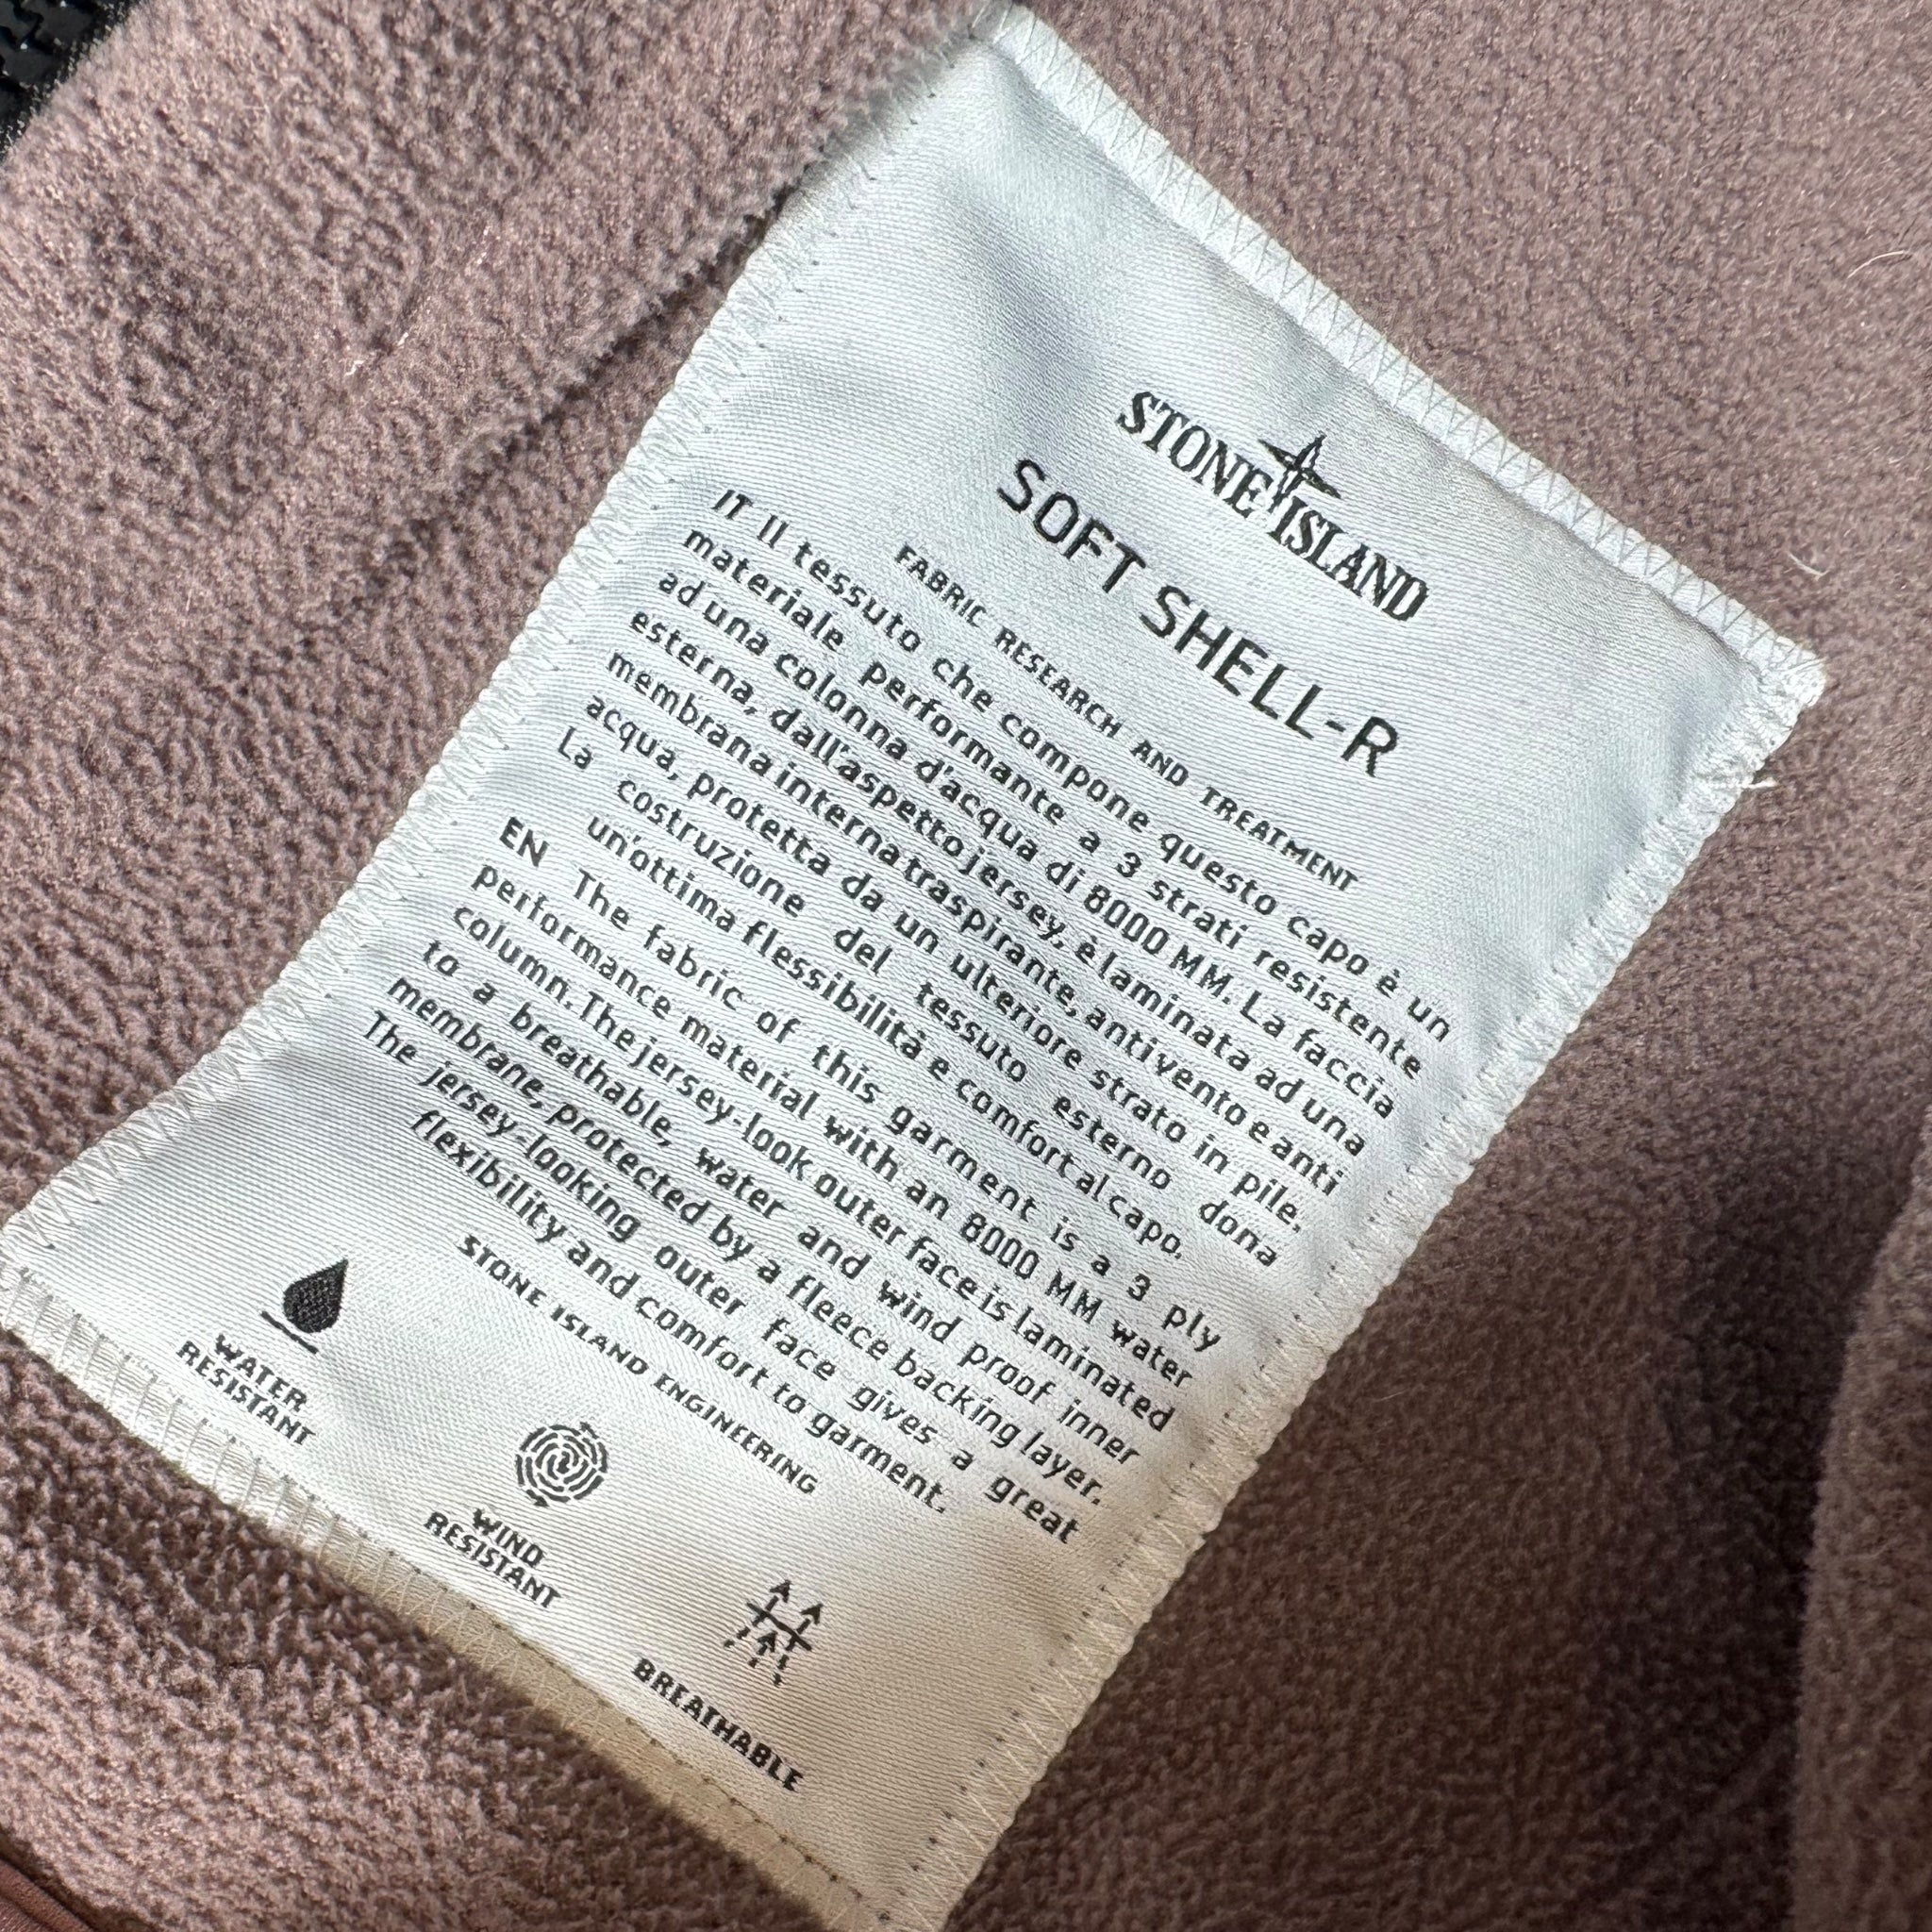 STONE ISLAND
SOFT SHELL-R
FABRIC RESEARCH AND TREATMENT
IT Il tessuto che compone questo capo è un
materiale performante a 3 strati resistente
ad una colonna d'acqua di 8000 MM. La faccia
esterna, dall'aspetto jersey, è laminata ad una
membrana interna traspirante, antivento e anti
acqua, protetta da un ulteriore strato in pile.
La costruzione del tessuto esterno dona
un'ottima flessibilità e comfort al capo.
EN The fabric of this garment is a 3 ply
performance material with an 8000 MM water
column. The jersey-look outer face is laminated
to a breathable, water and wind proof inner
membrane, protected by a fleece backing layer.
The jersey-looking outer face gives a great
flexibility and comfort to garment.
STONE ISLAND ENGINEERING
WATER
RESISTANT
WIND
RESISTANT
BREATHABLE